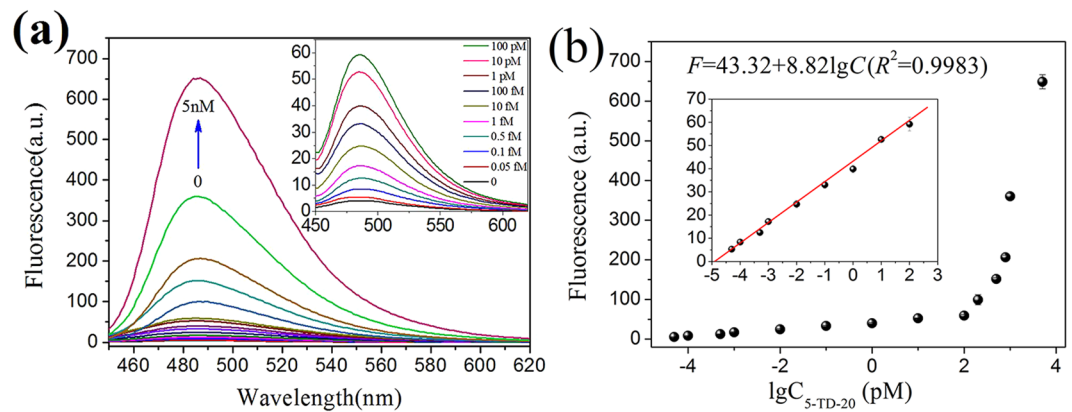 (a)
700
600
500
400
300
200
100
0
Fluorescence(a.u.)
460 480 500 520 540 560 580 600 620
Wavelength(nm)
5nM
0
60
50
40
30
20
10
0
450 500 550 600
100 pM
10 pM
1 pM
100 fM
10 fM
1 fM
0.5 fM
0.1 fM
0.05 fM
0
(b)
700
600
500
400
300
200
100
0
Fluorescence (a.u.)
-4 -2 0 2 4
lgC5-TD-20 (pM)
F=43.32+8.82lgC(R²=0.9983)
70
60
50
40
30
20
10
0
-5 -4 -3 -2 -1 0 1 2 3